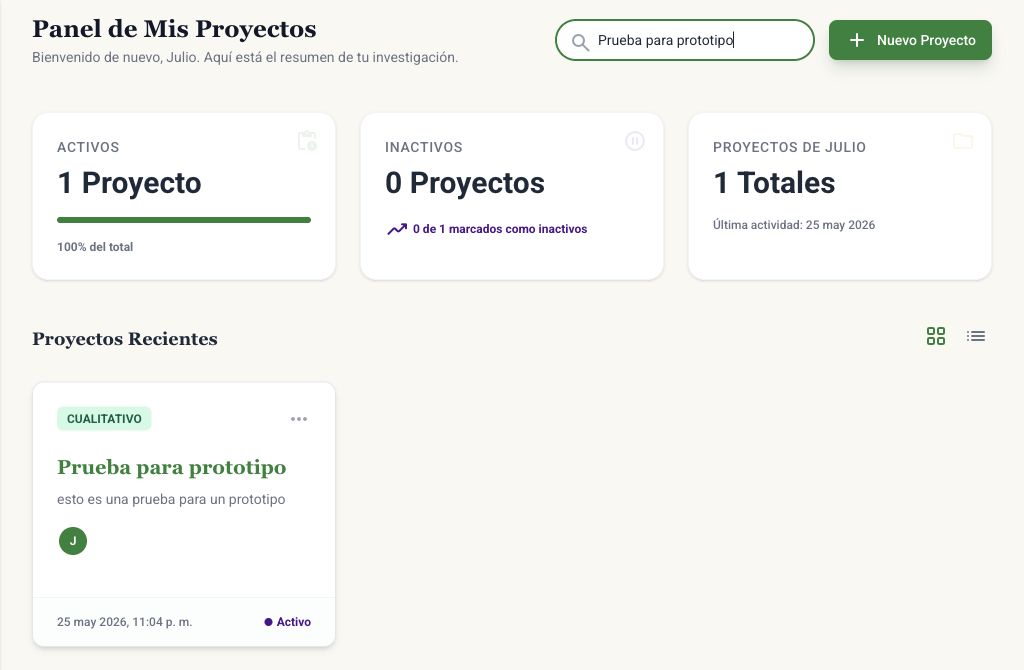 Panel de Mis Proyectos
Bienvenido de nuevo, Julio. Aquí está el resumen de tu investigación.
Prueba para prototipo
Nuevo Proyecto
ACTIVOS
1 Proyecto
100% del total
INACTIVOS
0 Proyectos
0 de 1 marcados como inactivos
PROYECTOS DE JULIO
1 Totales
Última actividad: 25 may 2026
Proyectos Recientes
CUALITATIVO
Prueba para prototipo
esto es una prueba para un prototipo
J
25 may 2026, 11:04 p. m.
Activo